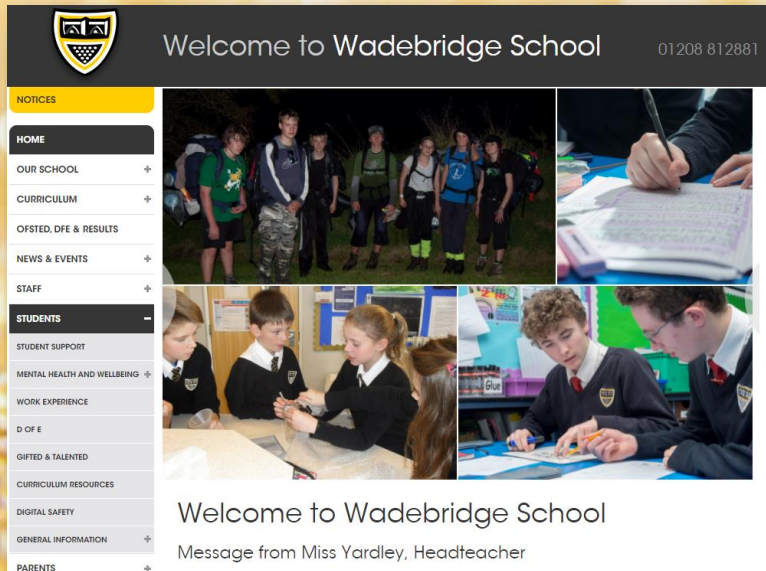 Welcome to Wadebridge School
01208 812881
NOTICES
HOME
OUR SCHOOL +
CURRICULUM +
OFSTED, DFE & RESULTS
NEWS & EVENTS +
STAFF +
STUDENTS –
STUDENT SUPPORT
MENTAL HEALTH AND WELLBEING +
WORK EXPERIENCE
D OF E
GIFTED & TALENTED
CURRICULUM RESOURCES
DIGITAL SAFETY
GENERAL INFORMATION +
PARENTS +
Glue
Welcome to Wadebridge School
Message from Miss Yardley, Headteacher